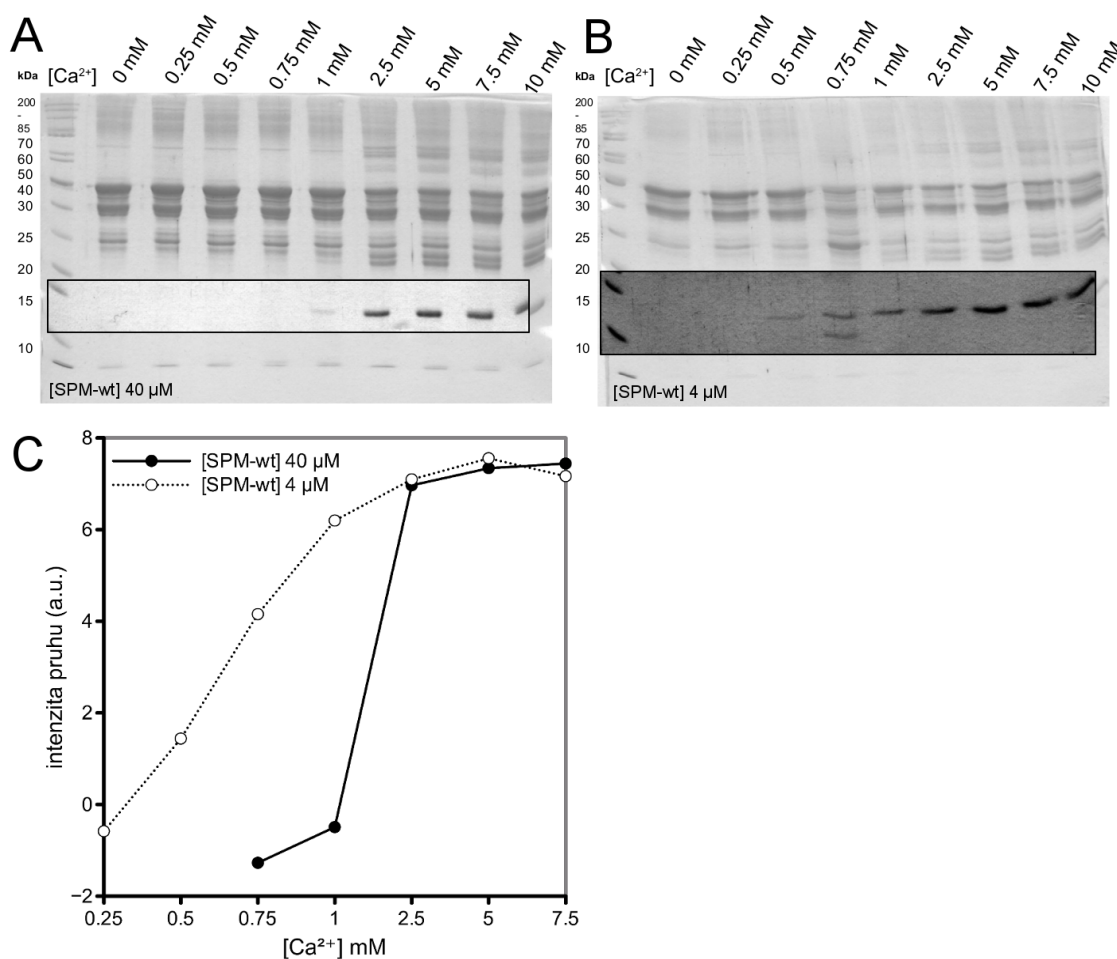 A
[Ca²⁺] 0 mM 0.25 mM 0.5 mM 0.75 mM 1 mM 2.5 mM 5 mM 7.5 mM 10 mM
kDa
200
-
85
70
60
50
40
30
25
20
15
10
[SPM-wt] 40 µM
B
[Ca²⁺] 0 mM 0.25 mM 0.5 mM 0.75 mM 1 mM 2.5 mM 5 mM 7.5 mM 10 mM
kDa
200
-
85
70
60
50
40
30
25
20
15
10
[SPM-wt] 4 µM
C
[SPM-wt] 40 µM
[SPM-wt] 4 µM
intenzita pruhu (a.u.)
8
6
4
2
0
−2
0.25 0.5 0.75 1 2.5 5 7.5
[Ca²⁺] mM